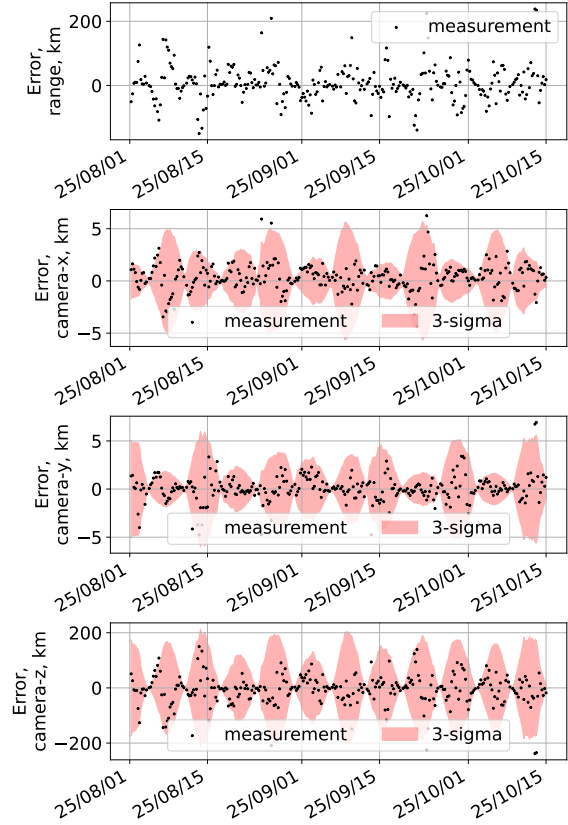 Error,
range, km
200
0
measurement
25/08/01
25/08/15
25/09/01
25/09/15
25/10/01
25/10/15
Error,
camera-x, km
5
0
−5
measurement
3-sigma
25/08/01
25/08/15
25/09/01
25/09/15
25/10/01
25/10/15
Error,
camera-y, km
5
0
−5
measurement
3-sigma
25/08/01
25/08/15
25/09/01
25/09/15
25/10/01
25/10/15
Error,
camera-z, km
200
0
−200
measurement
3-sigma
25/08/01
25/08/15
25/09/01
25/09/15
25/10/01
25/10/15